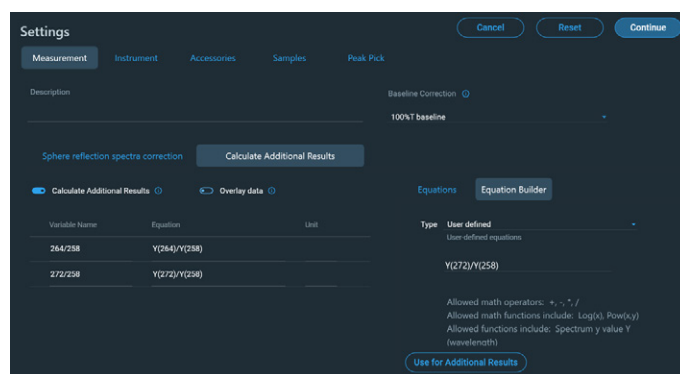 Settings
Cancel
Reset
Continue
Measurement
Instrument
Accessories
Samples
Peak Pick
Description
Baseline Correction
100%T baseline
Sphere reflection spectra correction
Calculate Additional Results
Calculate Additional Results
Overlay data
Equations
Equation Builder
Variable Name
Equation
Unit
264/258
Y(264)/Y(258)
272/258
Y(272)/Y(258)
Type
User defined
User defined equations
Y(272)/Y(258)
Allowed math operators: +, -, *, /
Allowed math functions include: Log(x), Pow(x,y)
Allowed functions include: Spectrum y value Y
(wavelength)
Use for Additional Results